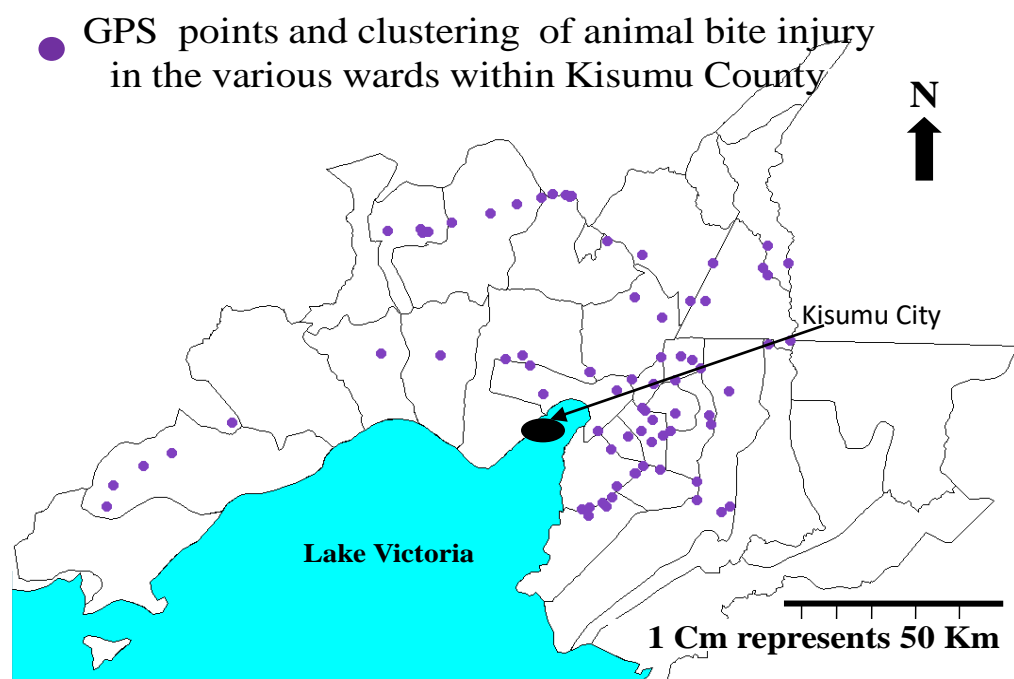 GPS points and clustering of animal bite injury
in the various wards within Kisumu County
N
Kisumu City
Lake Victoria
1 Cm represents 50 Km